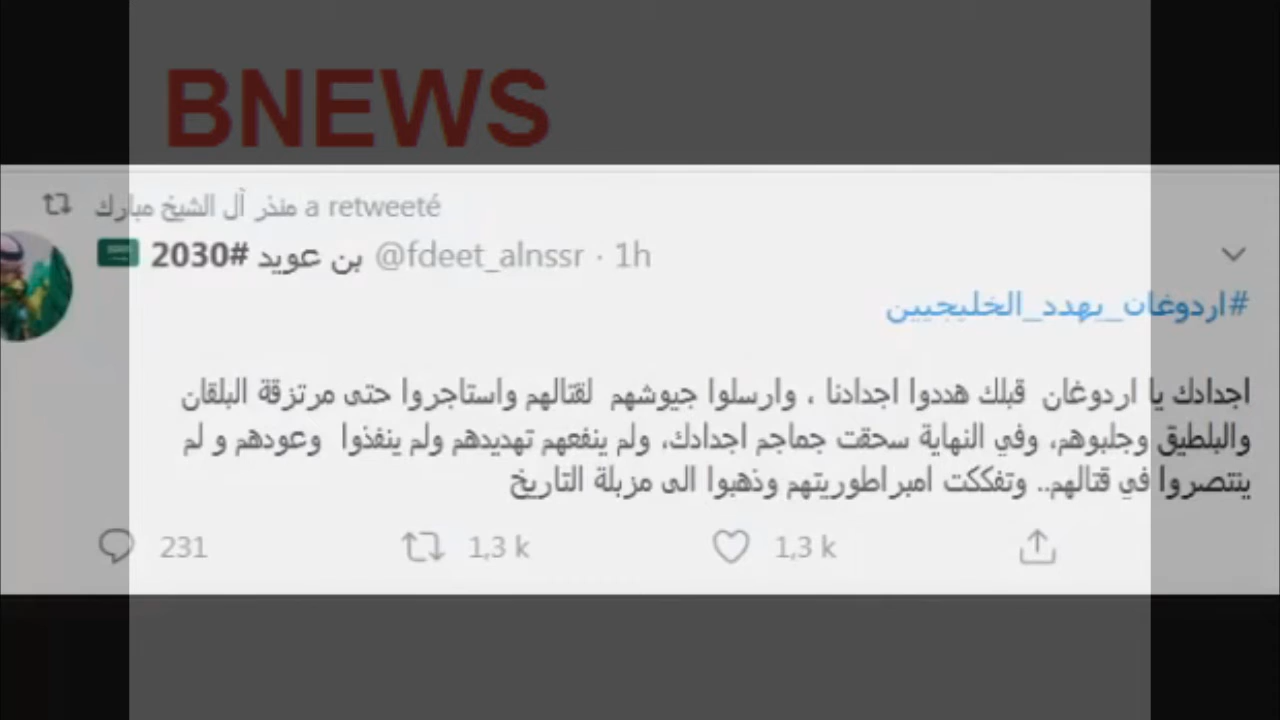 BNEWS
منذر آل الشيخ مبارك a retweeté
بن عويد #2030 @fdeet_alnssr · 1h
#اردوغان_يهدد_الخليجيين
اجدادك يا اردوغان قبلك هددوا اجدادنا ، وارسلوا جيوشهم لقتالهم واستاجروا حتى مرتزقة البلقان
والبلطيق وجلبوهم، وفي النهاية سحقت جماجم اجدادك، ولم ينفعهم تهديدهم ولم ينفذوا وعودهم و لم
ينتصروا في قتالهم.. وتفككت امبراطوريتهم وذهبوا الى مزبلة التاريخ
231 1,3 k 1,3 k